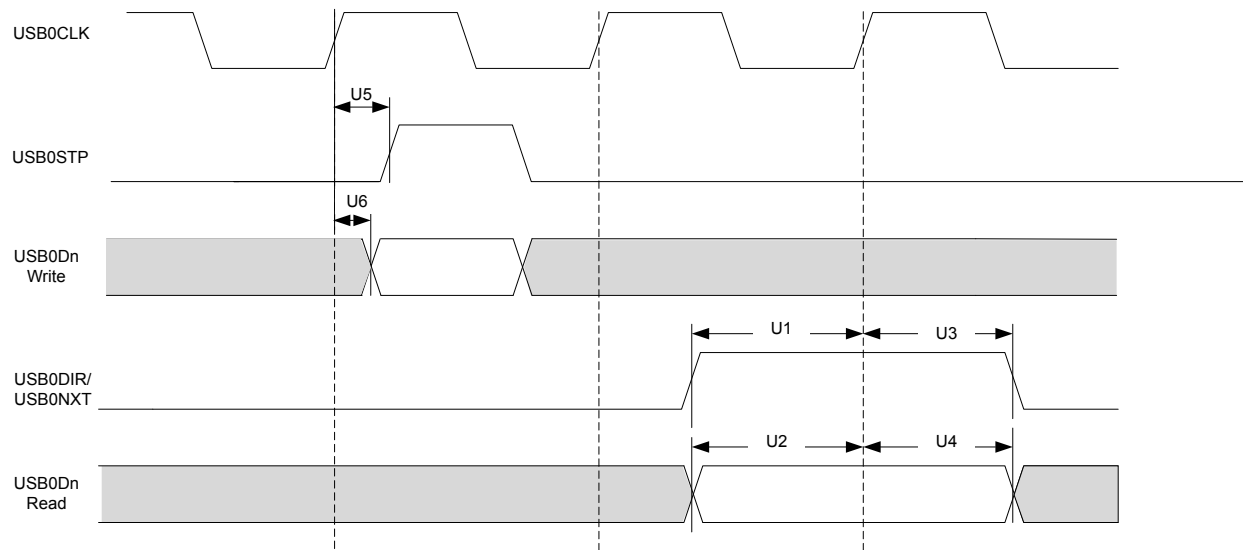 USB0CLK
U5
USB0STP
U6
USB0Dn
Write
U1
U3
USB0DIR/
USB0NXT
U2
U4
USB0Dn
Read